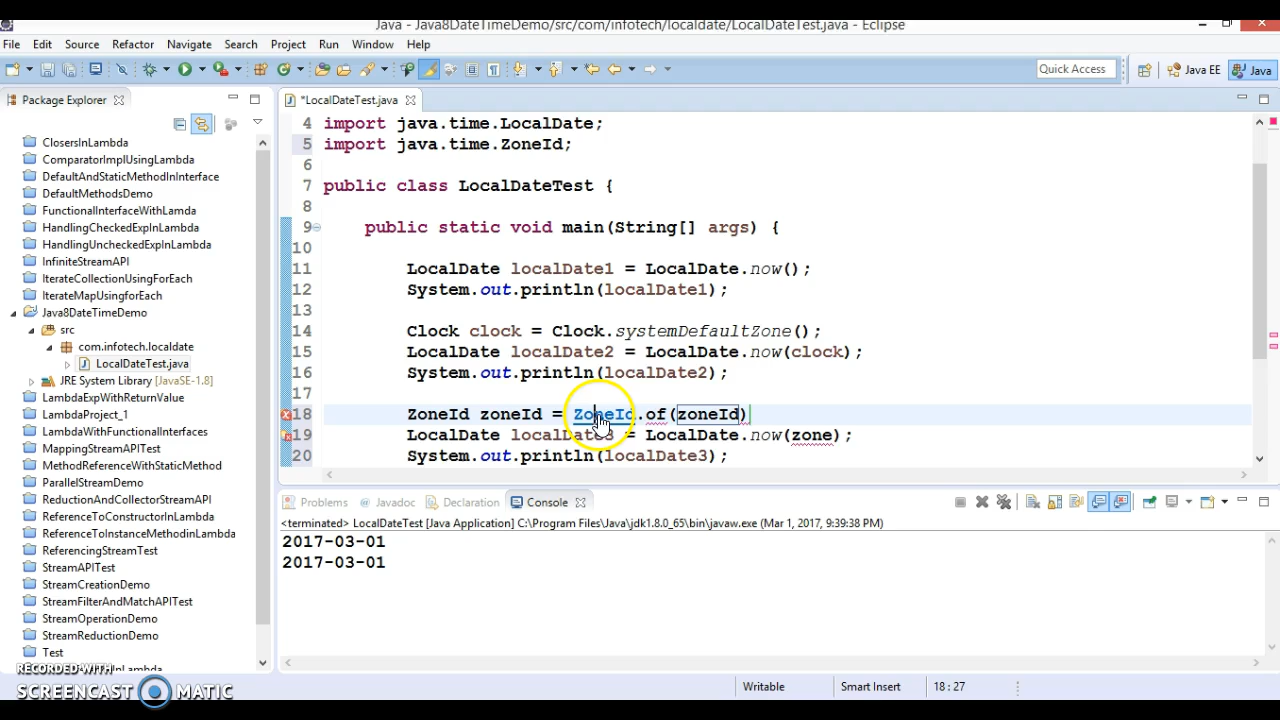 Java - Java8DateTimeDemo/src/com/infotech/localdate/LocalDateTest.java - Eclipse
File Edit Source Refactor Navigate Search Project Run Window Help
Quick Access Java EE Java
Package Explorer
*LocalDateTest.java
ClosersInLambda
ComparatorImplUsingLambda
DefaultAndStaticMethodInInterface
DefaultMethodsDemo
FunctionalInterfaceWithLamda
HandlingCheckedExpInLambda
HandlingUncheckedExpInLambda
InfiniteStreamAPI
IterateCollectionUsingForEach
IterateMapUsingforEach
Java8DateTimeDemo
src
com.infotech.localdate
LocalDateTest.java
JRE System Library [JavaSE-1.8]
LambdaExpWithReturnValue
LambdaProject_1
LambdaWithFunctionalInterfaces
MappingStreamAPITest
MethodReferenceWithStaticMethod
ParallelStreamDemo
ReductionAndCollectorStreamAPI
ReferenceToConstructorInLambda
ReferenceToInstanceMethodinLambda
ReferencingStreamTest
StreamAPITest
StreamCreationDemo
StreamFilterAndMatchAPITest
StreamOperationDemo
StreamReductionDemo
Test
4 import java.time.LocalDate;
5 import java.time.ZoneId;
6
7 public class LocalDateTest {
8
9 public static void main(String[] args) {
10
11 LocalDate localDate1 = LocalDate.now();
12 System.out.println(localDate1);
13
14 Clock clock = Clock.systemDefaultZone();
15 LocalDate localDate2 = LocalDate.now(clock);
16 System.out.println(localDate2);
17
18 ZoneId zoneId = ZoneId.of(zoneId)
19 LocalDate localDate3 = LocalDate.now(zone);
20 System.out.println(localDate3);
Problems Javadoc Declaration Console
<terminated> LocalDateTest [Java Application] C:\Program Files\Java\jdk1.8.0_65\bin\javaw.exe (Mar 1, 2017, 9:39:38 PM)
2017-03-01
2017-03-01
Writable Smart Insert 18 : 27
RECORDED WITH
SCREENCAST MATIC